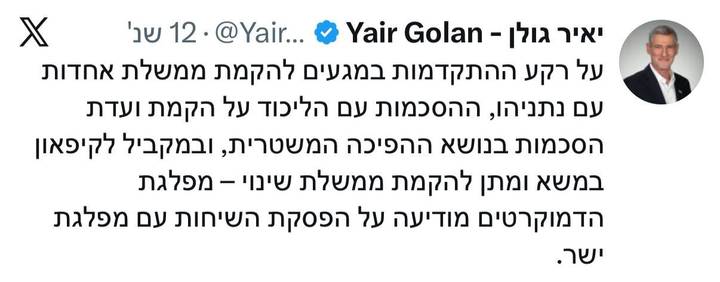 יאיר גולן - Yair Golan @Yair... · 12 שנ'
על רקע ההתקדמות במגעים להקמת ממשלת אחדות
עם נתניהו, ההסכמות עם הליכוד על הקמת ועדת
הסכמות בנושא ההפיכה המשטרית, ובמקביל לקיפאון
במשא ומתן להקמת ממשלת שינוי – מפלגת
הדמוקרטים מודיעה על הפסקת השיחות עם מפלגת
ישר.